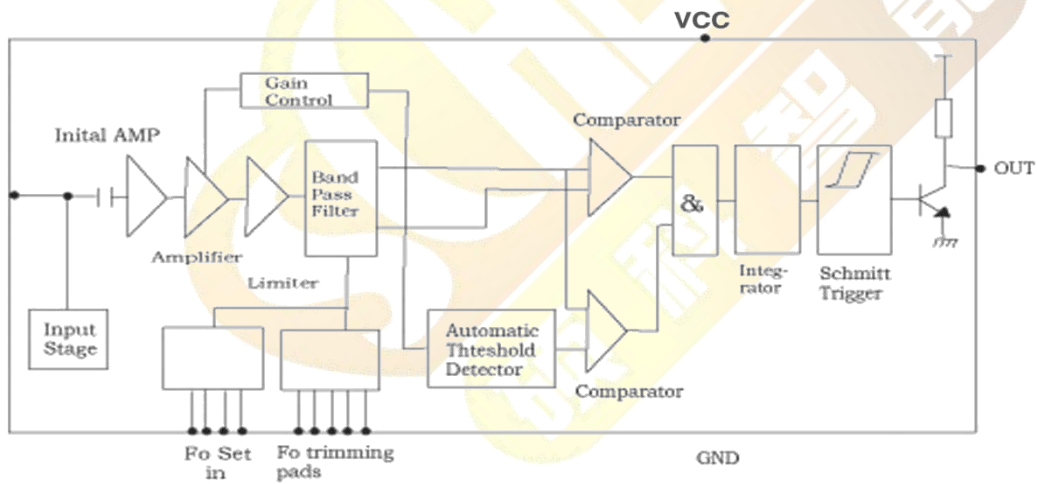 VCC
Gain
Control
Inital AMP
Comparator
Band
Pass
Filter
OUT
&
Amplifier
Limiter
Integ-
rator
Schmitt
Trigger
Input
Stage
Automatic
Thteshold
Detector
Comparator
Fo Set
in
Fo trimming
pads
GND
智